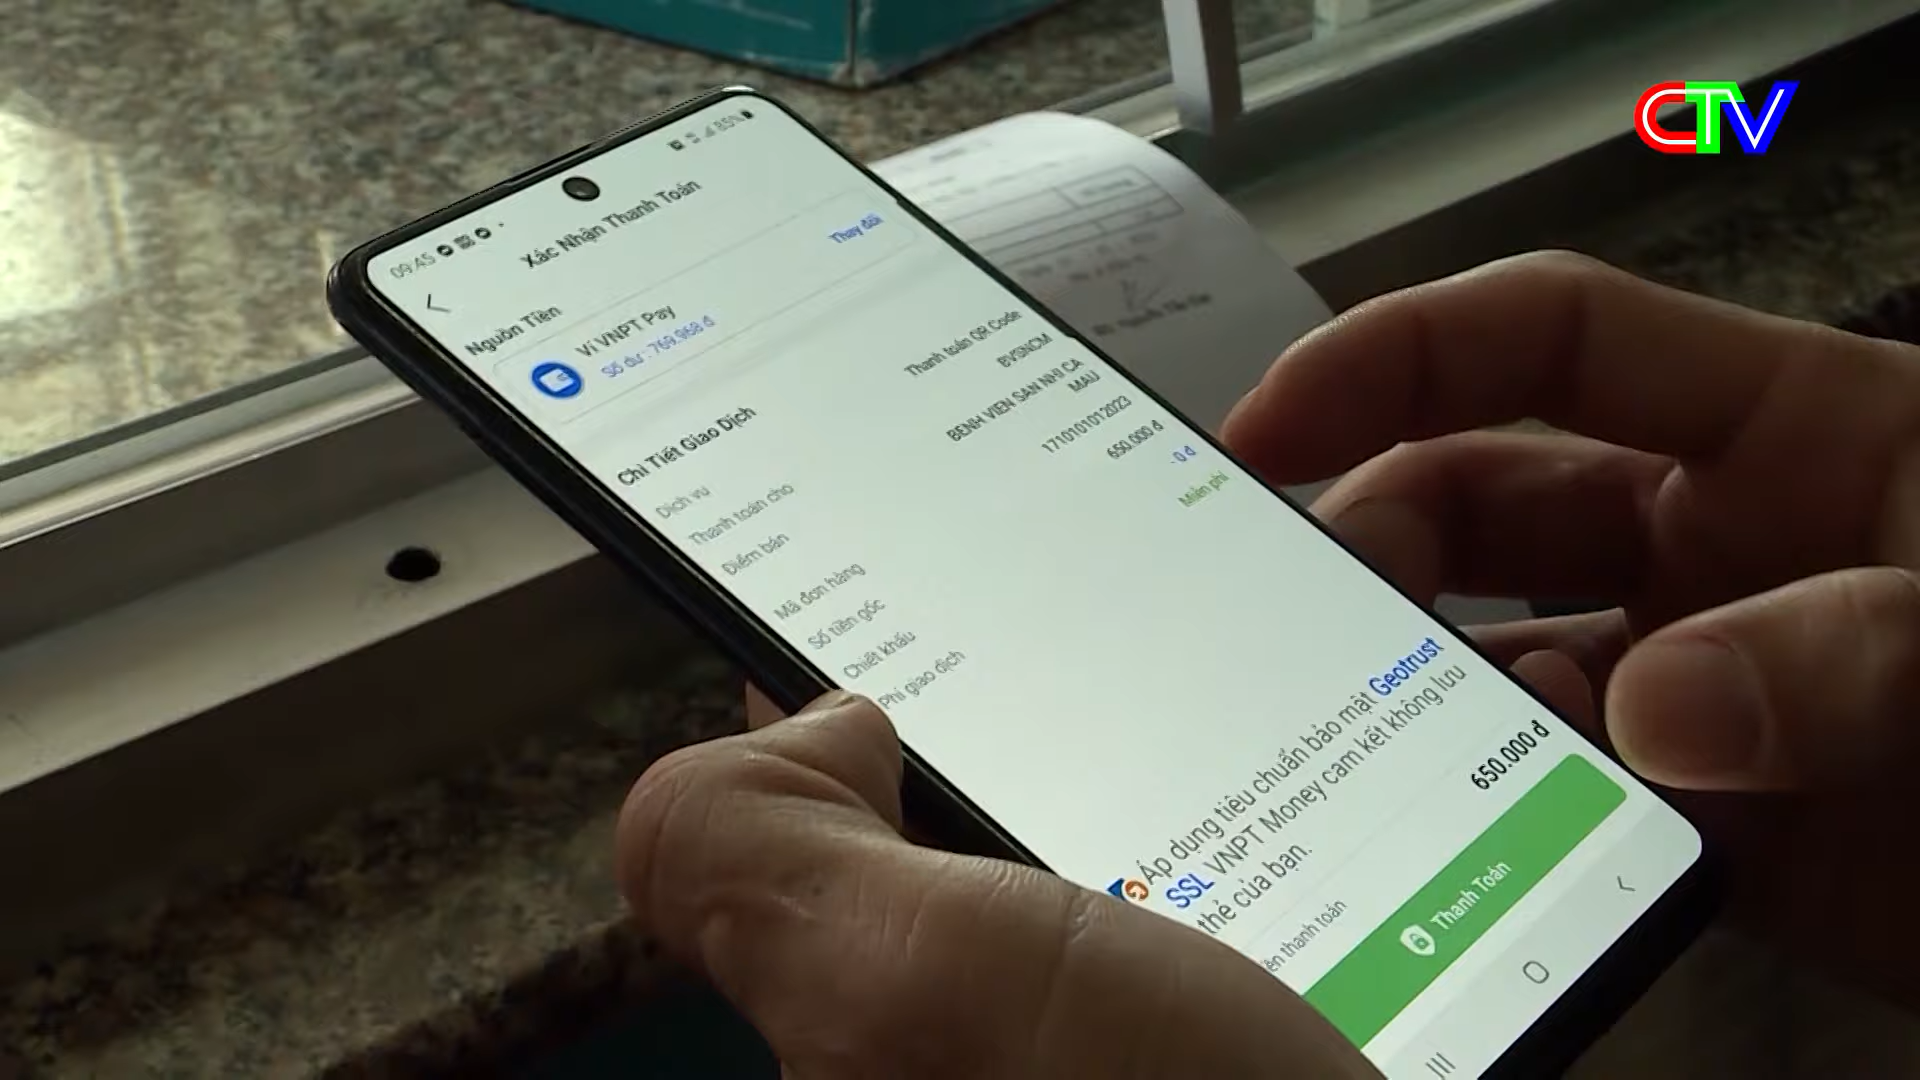 CTV
09:45
85%
Xác Nhận Thanh Toán
Nguồn Tiền
Thay đổi
Ví VNPT Pay
Số dư : 769.968 đ
Chi Tiết Giao Dịch
Dịch vụ Thanh toán QR Code
Thanh toán cho BVSNCM
Điểm bán BENH VIEN SAN NHI CA
MAU
Mã đơn hàng 1710101012023
Số tiền gốc 650.000 đ
Chiết khấu - 0 đ
Phí giao dịch Miễn phí
Áp dụng tiêu chuẩn bảo mật Geotrust
SSL VNPT Money cam kết không lưu
thẻ của bạn.
thanh toán 650.000 đ
Thanh Toán